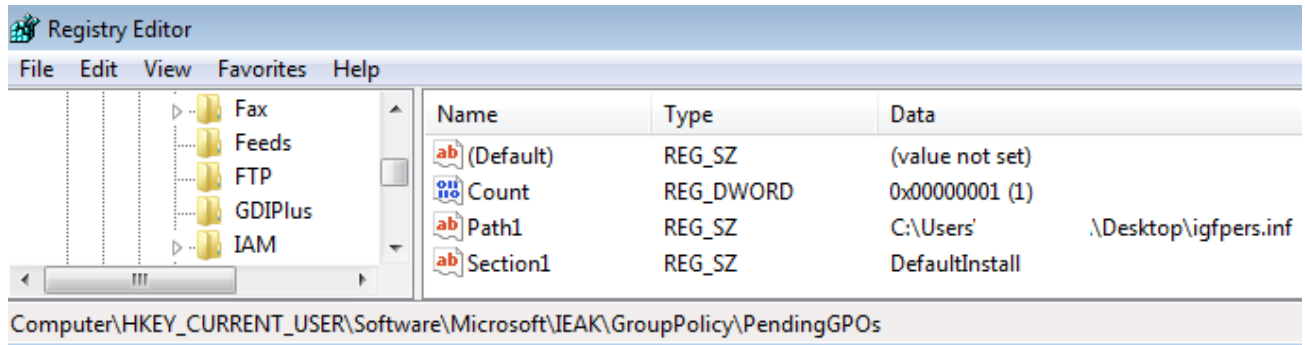 Registry Editor
File Edit View Favorites Help
Fax
Feeds
FTP
GDIPlus
IAM
Name Type Data
(Default) REG_SZ (value not set)
Count REG_DWORD 0x00000001 (1)
Path1 REG_SZ C:\Users' .\Desktop\igfpers.inf
Section1 REG_SZ DefaultInstall
Computer\HKEY_CURRENT_USER\Software\Microsoft\IEAK\GroupPolicy\PendingGPOs